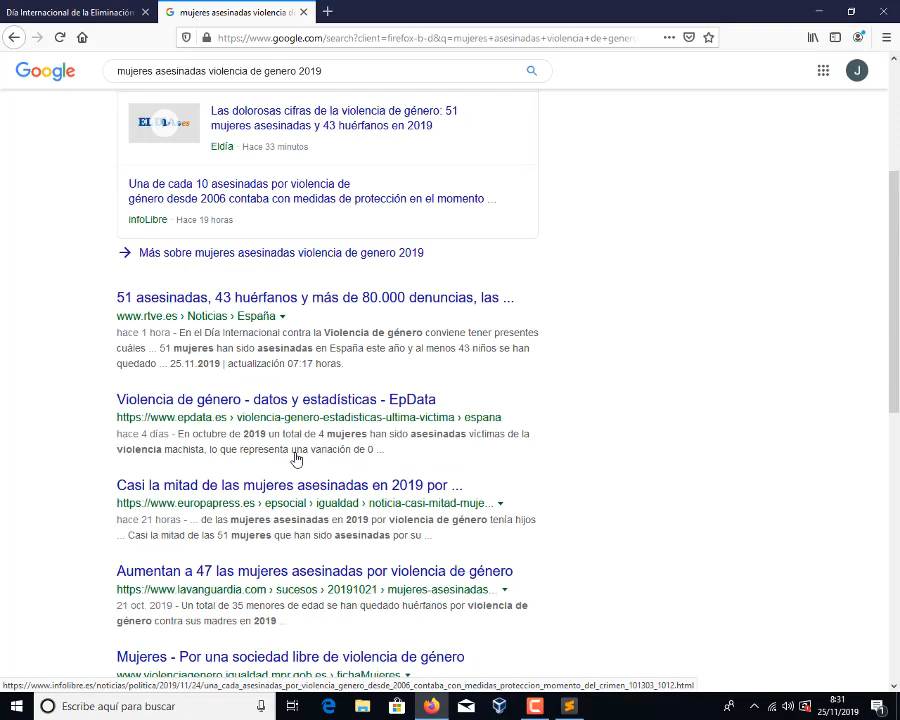 Día Internacional de la Eliminación
mujeres asesinadas violencia d
https://www.google.com/search?client=firefox-b-d&q=mujeres+asesinadas+violencia+de+gener
Google
mujeres asesinadas violencia de genero 2019
J
EL DIA.es
Las dolorosas cifras de la violencia de género: 51
mujeres asesinadas y 43 huérfanos en 2019
Eldía · Hace 33 minutos
Una de cada 10 asesinadas por violencia de
género desde 2006 contaba con medidas de protección en el momento ...
infoLibre · Hace 19 horas
Más sobre mujeres asesinadas violencia de genero 2019
51 asesinadas, 43 huérfanos y más de 80.000 denuncias, las ...
www.rtve.es › Noticias › España
hace 1 hora - En el Día Internacional contra la Violencia de género conviene tener presentes
cuáles ... 51 mujeres han sido asesinadas en España este año y al menos 43 niños se han
quedado ... 25.11.2019 | actualización 07:17 horas.
Violencia de género - datos y estadísticas - EpData
https://www.epdata.es › violencia-genero-estadisticas-ultima-victima › espana
hace 4 días - En octubre de 2019 un total de 4 mujeres han sido asesinadas víctimas de la
violencia machista, lo que representa una variación de 0 ...
Casi la mitad de las mujeres asesinadas en 2019 por ...
https://www.europapress.es › epsocial › igualdad › noticia-casi-mitad-muje...
hace 21 horas - ... de las mujeres asesinadas en 2019 por violencia de género tenía hijos
... Casi la mitad de las 51 mujeres que han sido asesinadas por su ...
Aumentan a 47 las mujeres asesinadas por violencia de género
https://www.lavanguardia.com › sucesos › 20191021 › mujeres-asesinadas...
21 oct. 2019 - Un total de 35 menores de edad se han quedado huérfanos por violencia de
género contra sus madres en 2019 ...
Mujeres - Por una sociedad libre de violencia de género
www.violenciagenero.igualdad.mpr.gob.es › fichaMujeres
https://www.infolibre.es/noticias/politica/2019/11/24/una_cada_asesinadas_por_violencia_genero_desde_2006_contaba_con_medidas_proteccion_momento_del_crimen_101303_1012.html
Escribe aquí para buscar
8:31
25/11/2019
1